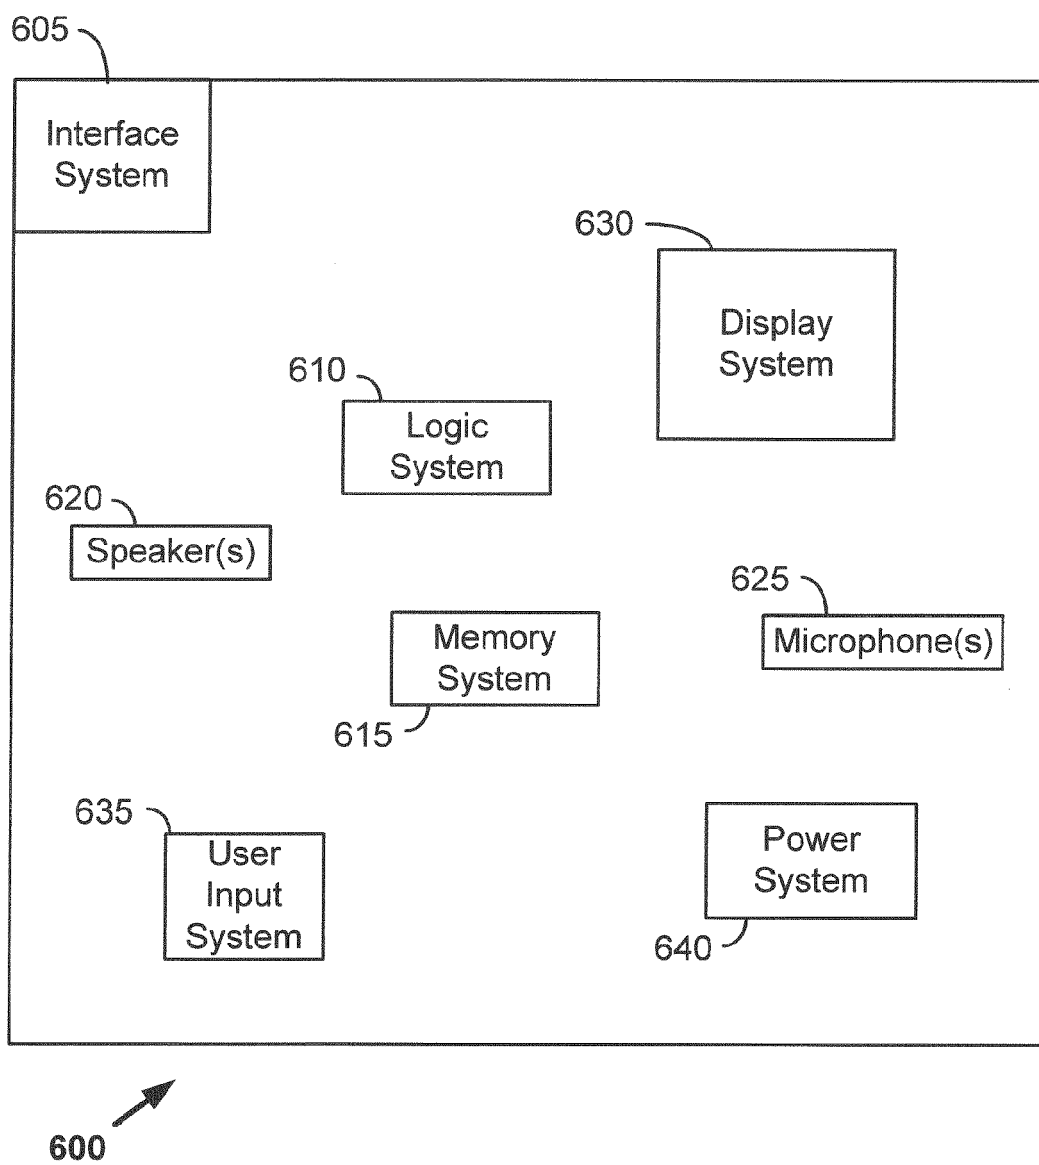 605
Interface
System
630
Display
System
610
Logic
System
620
Speaker(s)
625
Microphone(s)
Memory
System
615
635
User
Input
System
Power
System
640
600